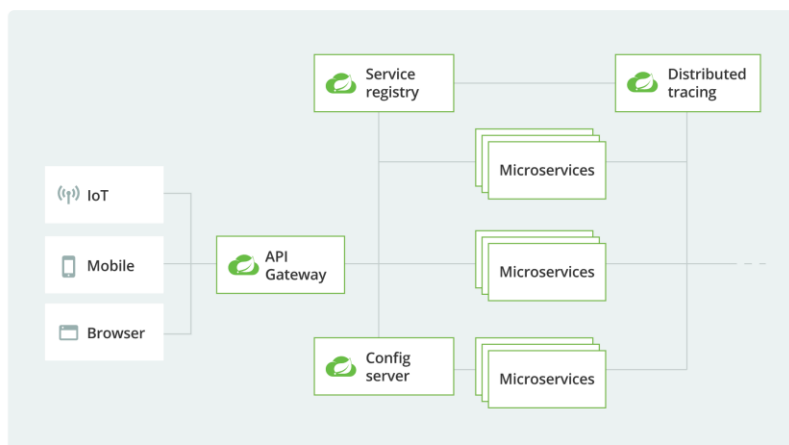 Service
registry
Distributed
tracing
Microservices
IoT
Mobile
Browser
API
Gateway
Microservices
Config
server
Microservices